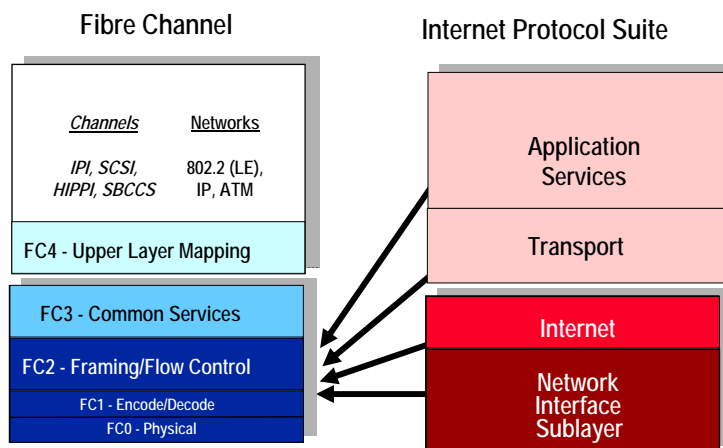 Fibre Channel
Channels
IPI, SCSI,
HIPPI, SBCCS
Networks
802.2 (LE),
IP, ATM
FC4 - Upper Layer Mapping
FC3 - Common Services
FC2 - Framing/Flow Control
FC1 - Encode/Decode
FC0 - Physical
Internet Protocol Suite
Application
Services
Transport
Internet
Network
Interface
Sublayer